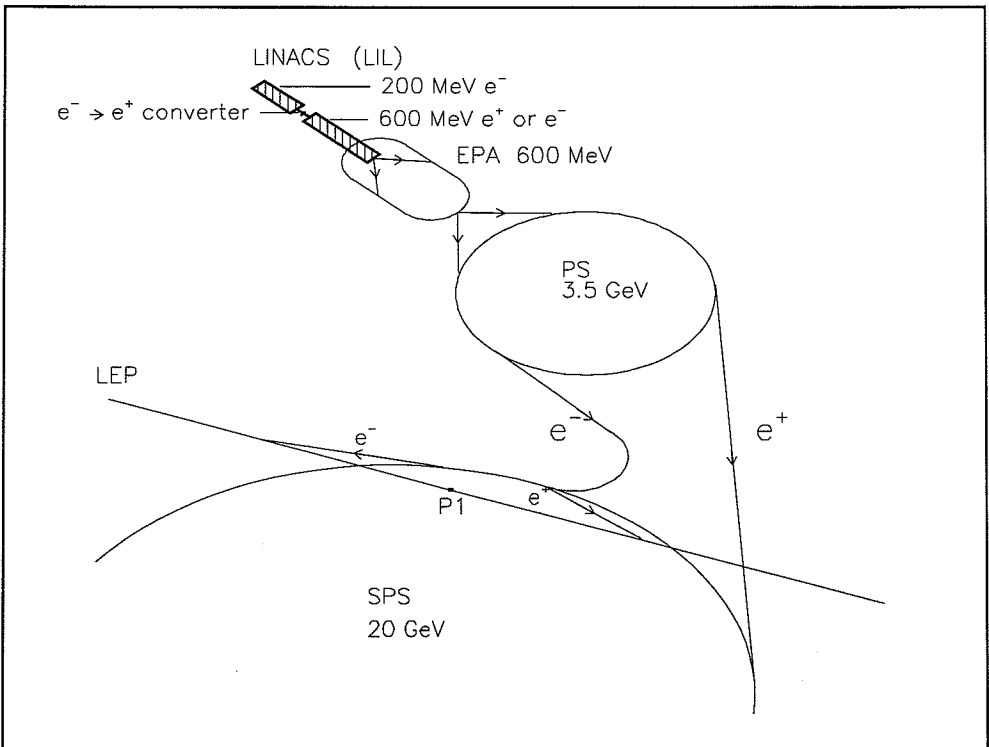 LINACS (LIL)
200 MeV e⁻
e⁻ → e⁺ converter
600 MeV e⁺ or e⁻
EPA 600 MeV
PS
3.5 GeV
LEP
e⁻
e⁺
e⁻
e⁺
P1
SPS
20 GeV